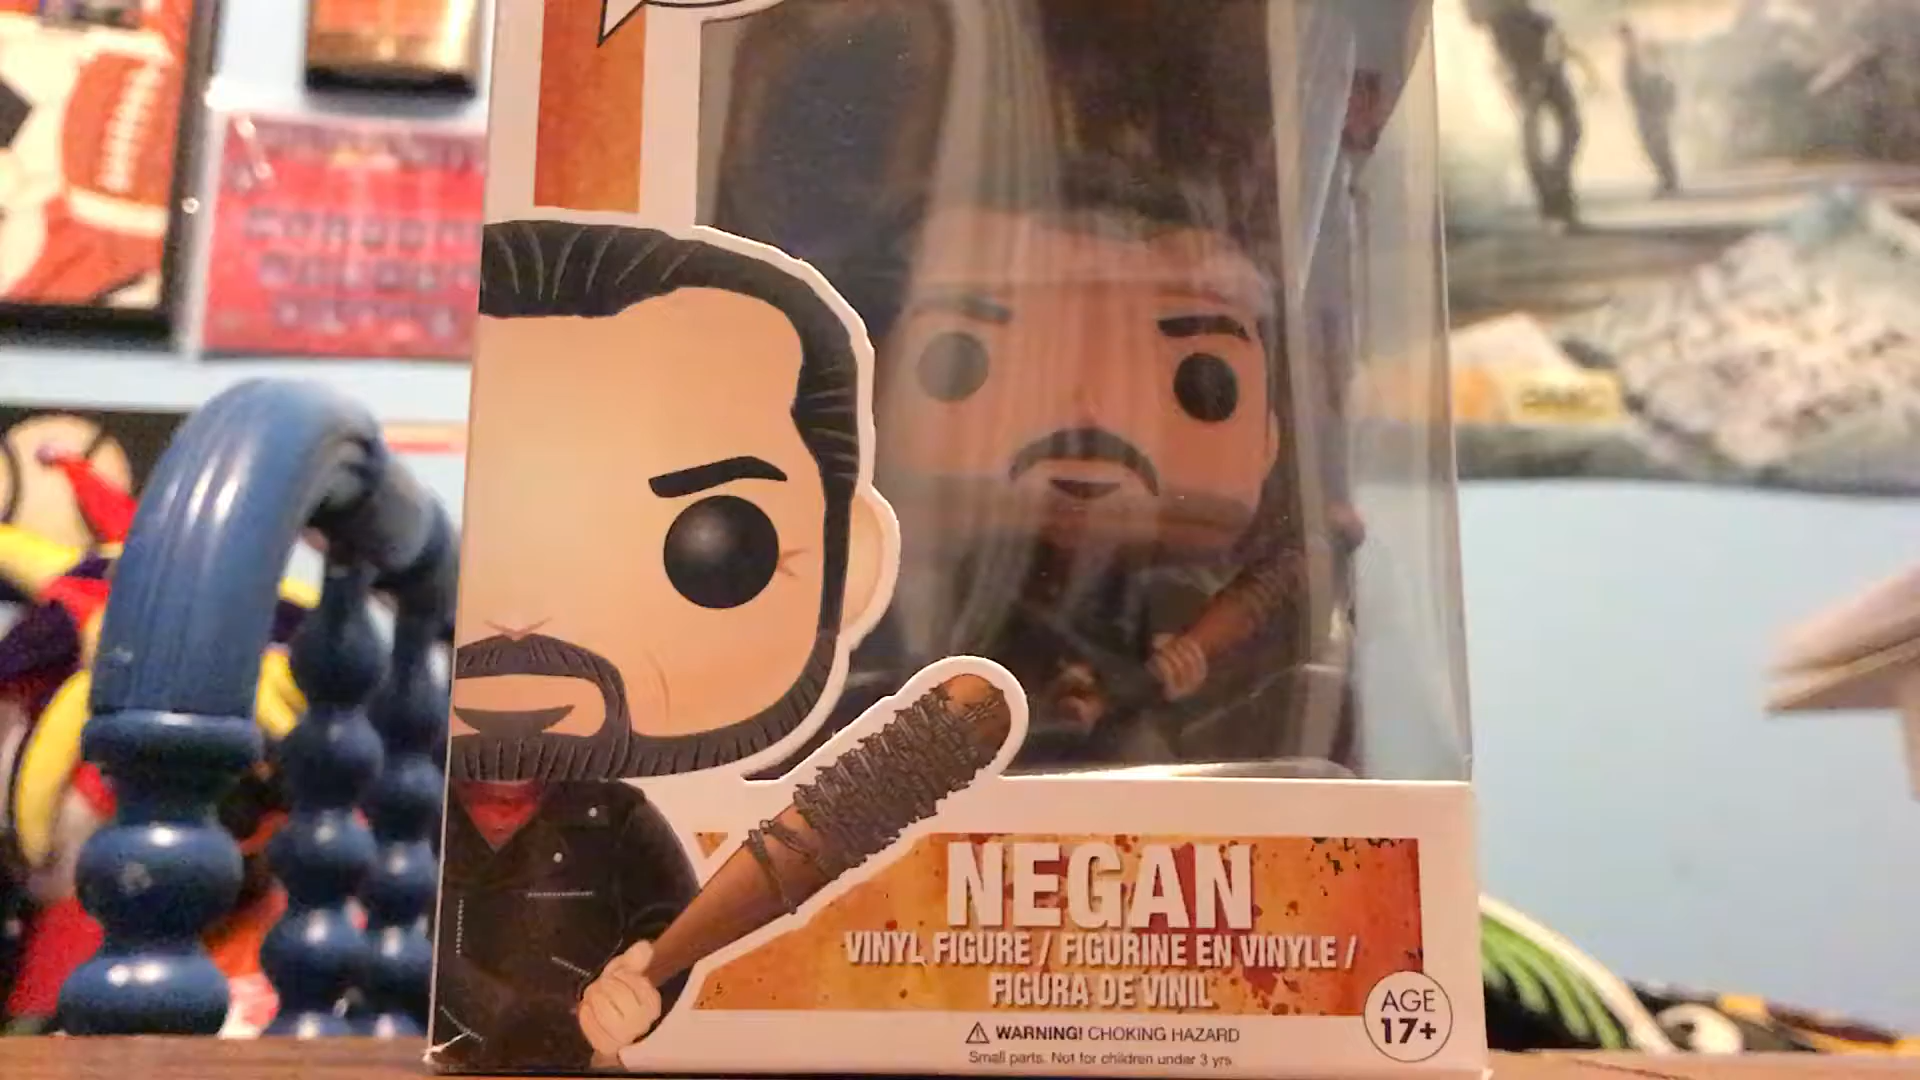 NEGAN
VINYL FIGURE / FIGURINE EN VINYLE /
FIGURA DE VINIL
AGE
17+
⚠ WARNING! CHOKING HAZARD
Small parts. Not for children under 3 yrs.
AMC